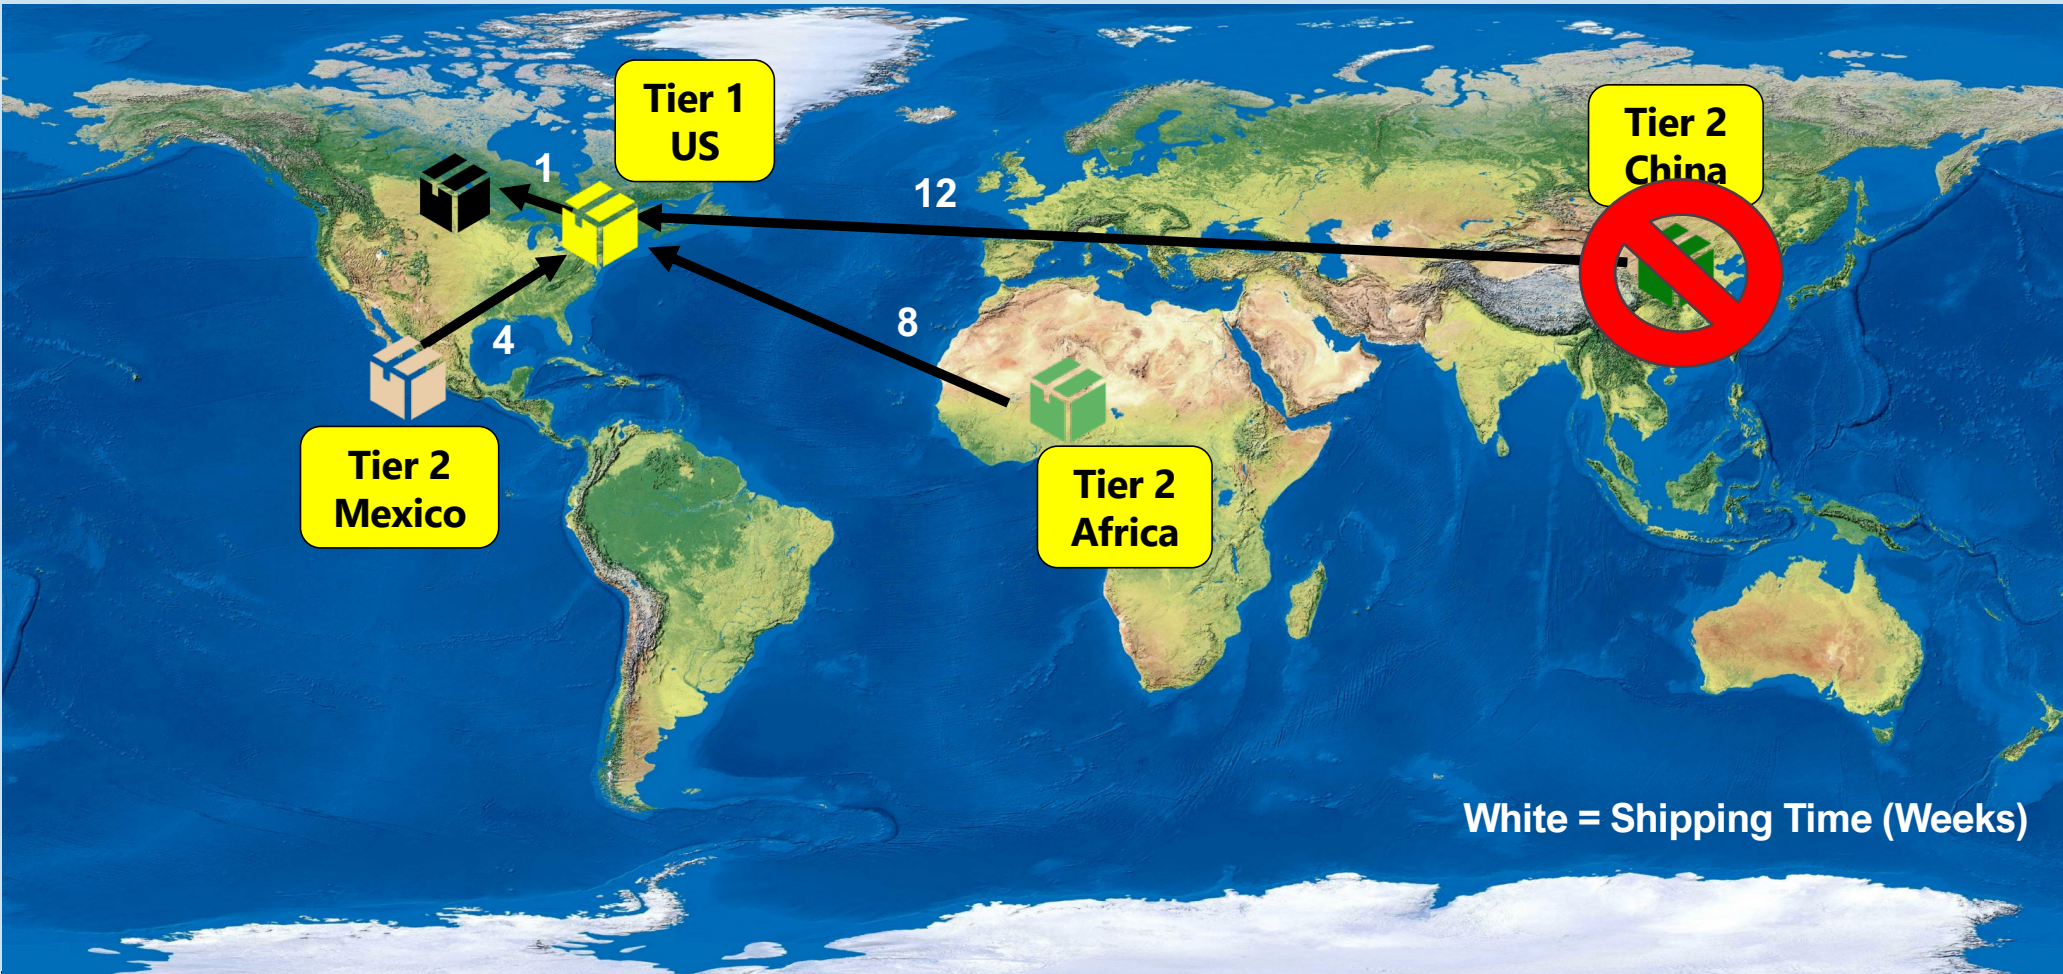 Tier 1
US
Tier 2
China
1
12
8
4
Tier 2
Mexico
Tier 2
Africa
White = Shipping Time (Weeks)